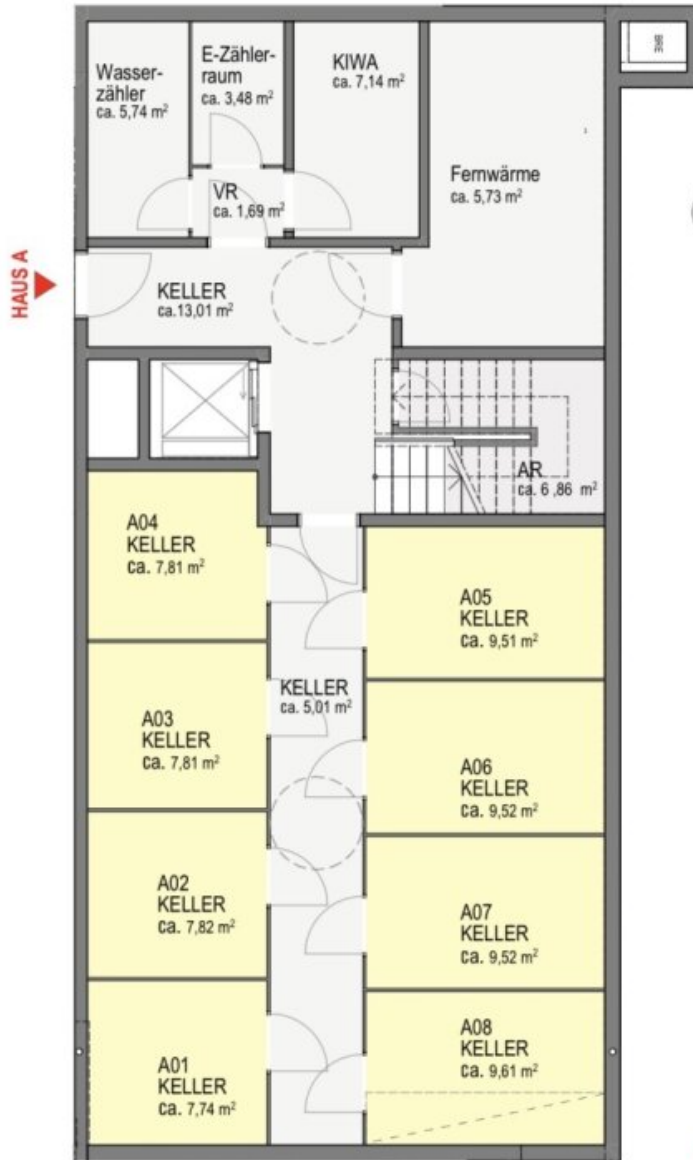 BRE
Wasser-
zähler
ca. 5,74 m²
E-Zähler-
raum
ca. 3,48 m²
KIWA
ca. 7,14 m²
VR
ca. 1,69 m²
Fernwärme
ca. 5,73 m²
HAUS A
KELLER
ca.13,01 m²
AR
ca. 6,86 m²
A04
KELLER
ca. 7,81 m²
A05
KELLER
ca. 9,51 m²
A03
KELLER
ca. 7,81 m²
KELLER
ca. 5,01 m²
A06
KELLER
ca. 9,52 m²
A02
KELLER
ca. 7,82 m²
A07
KELLER
ca. 9,52 m²
A01
KELLER
ca. 7,74 m²
A08
KELLER
ca. 9,61 m²